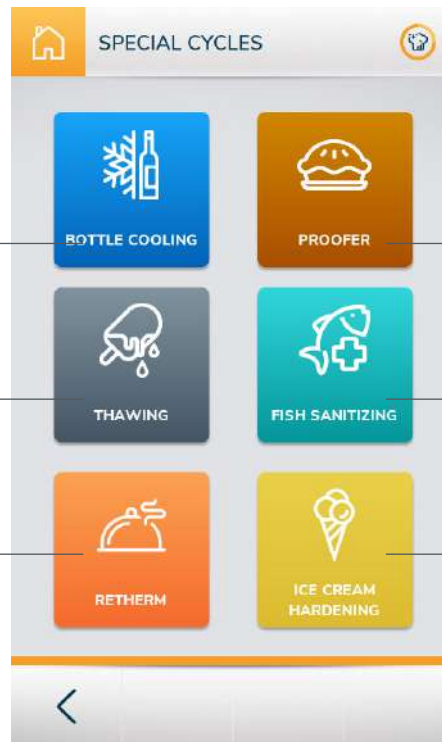 SPECIAL CYCLES
BOTTLE COOLING
PROOFER
THAWING
FISH SANITIZING
RETHERM
ICE CREAM
HARDENING